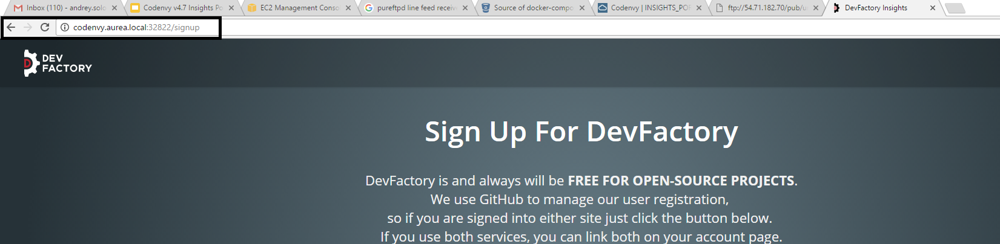 Inbox (110) - andrey.solo
Codenvy v4.7 Insights Po
EC2 Management Conso
pureftpd line feed receive
Source of docker-compo
Codenvy | INSIGHTS_POR
ftp://54.71.182.70/pub/u
DevFactory Insights
codenvy.aurea.local:32822/signup
DEV
FACTORY
Sign Up For DevFactory
DevFactory is and always will be FREE FOR OPEN-SOURCE PROJECTS.
We use GitHub to manage our user registration,
so if you are signed into either site just click the button below.
If you use both services, you can link both on your account page.